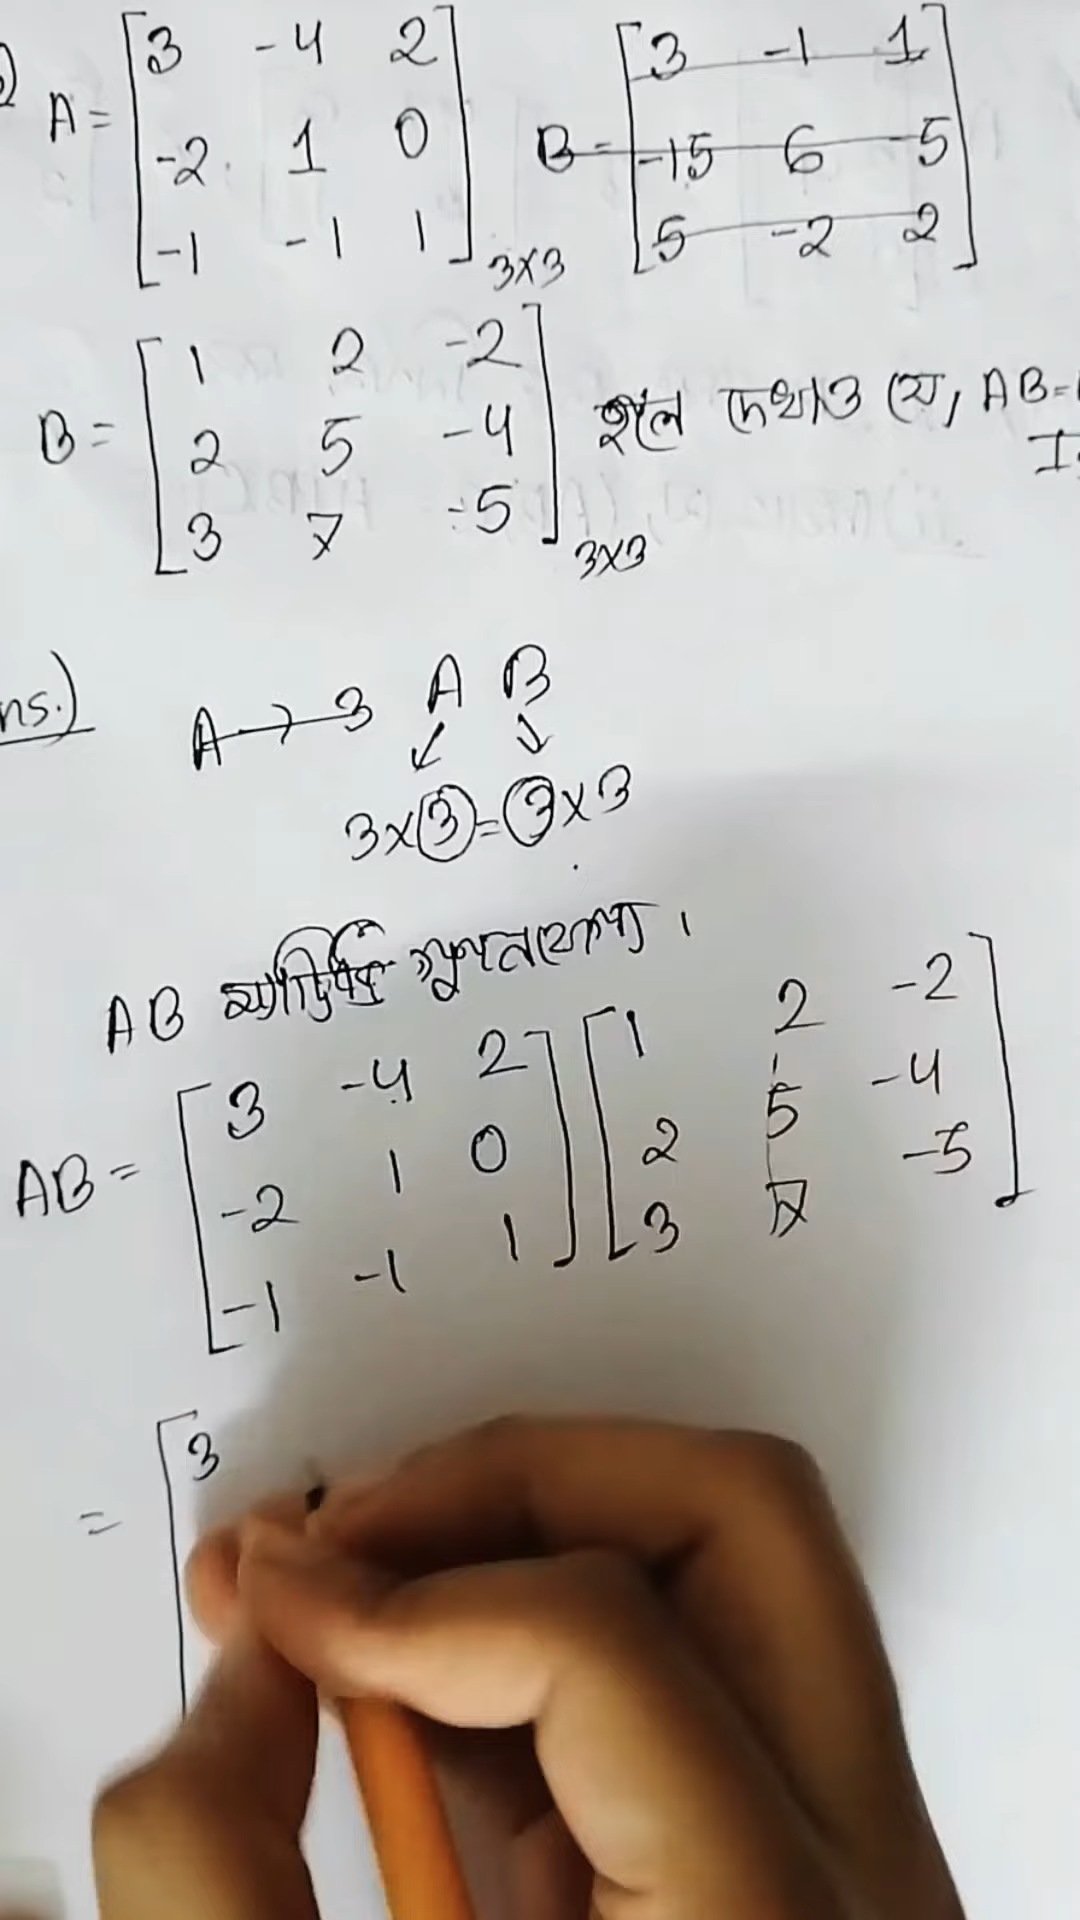 A = [3 -4 2
-2 1 0
-1 -1 1] 3×3
B = [3 -1 1
-15 6 -5
5 -2 2]
B = [1 2 -2
2 5 -4
3 7 -5] 3×3
হলে দেখাও যে, AB=
I
ns.)
A → 3 A B
3×3 = 3×3
AB ম্যাট্রিক্স গুণনযোগ্য ।
AB = [3 -4 2] [1 2 -2
-2 1 0 2 5 -4
-1 -1 1] 3 7 -5]
= [3